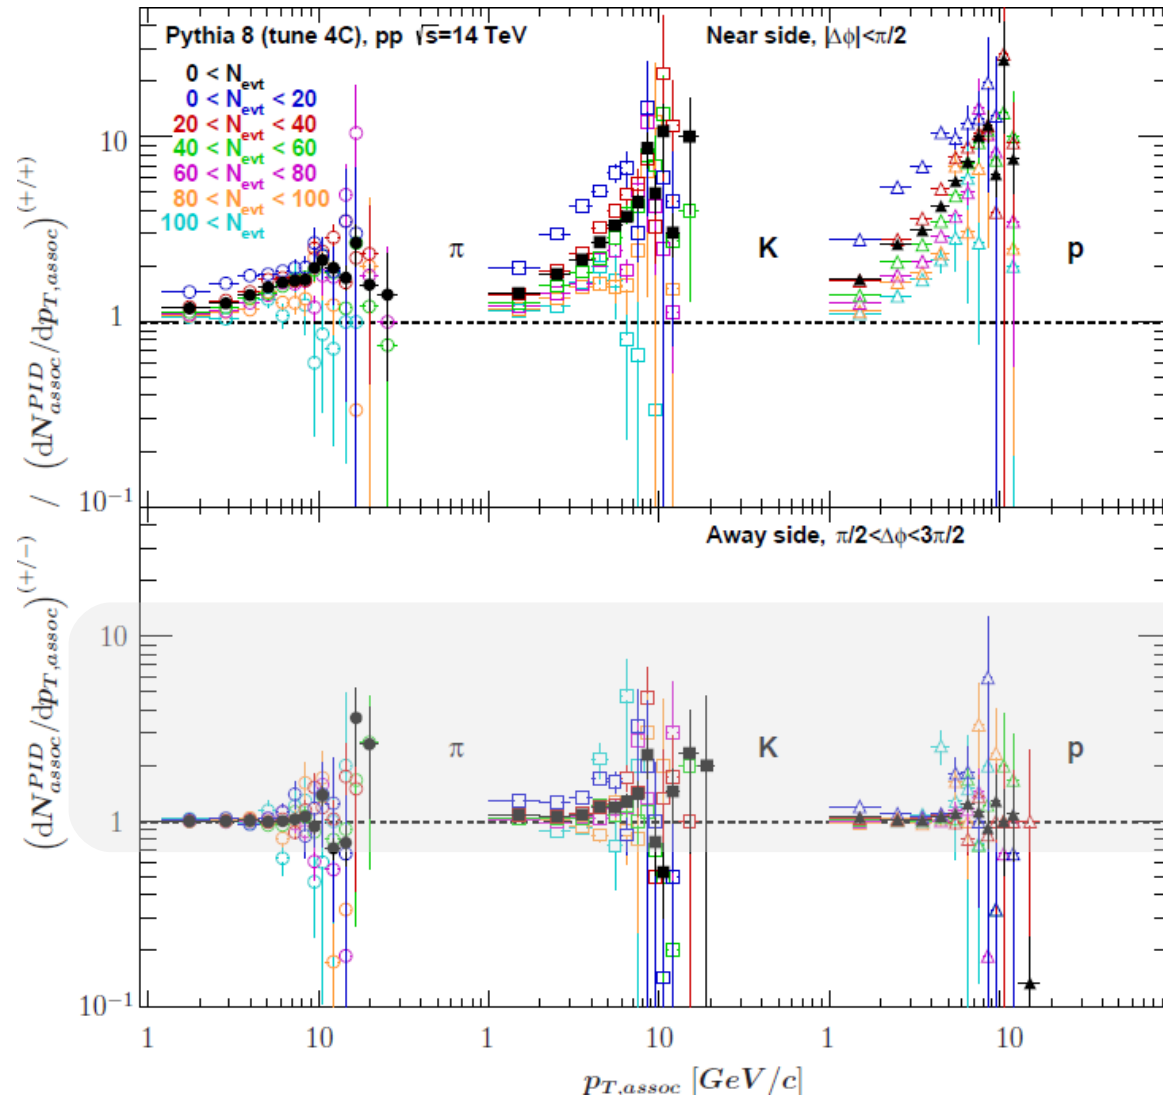 Pythia 8 (tune 4C), pp √s=14 TeV
Near side, |Δϕ|<π/2
0 < N_evt
0 < N_evt < 20
20 < N_evt < 40
40 < N_evt < 60
60 < N_evt < 80
80 < N_evt < 100
100 < N_evt
π
K
p
10
1
10^−1
Away side, π/2<Δϕ<3π/2
π
K
p
10
1
10^−1
1
10
1
10
1
10
p_T,assoc [GeV/c]
(dN^PID_assoc/dp_T,assoc)^(+/−) / (dN^PID_assoc/dp_T,assoc)^(+/+)